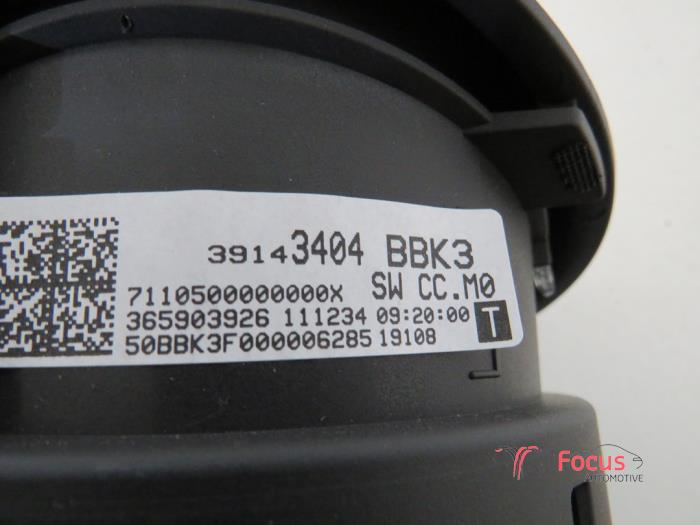 39143404 BBK3
7110500000000X SW CC.M0
365903926 111234 09:20:00 T
50BBK3F000006285 19108
Focus
AUTOMOTIVE